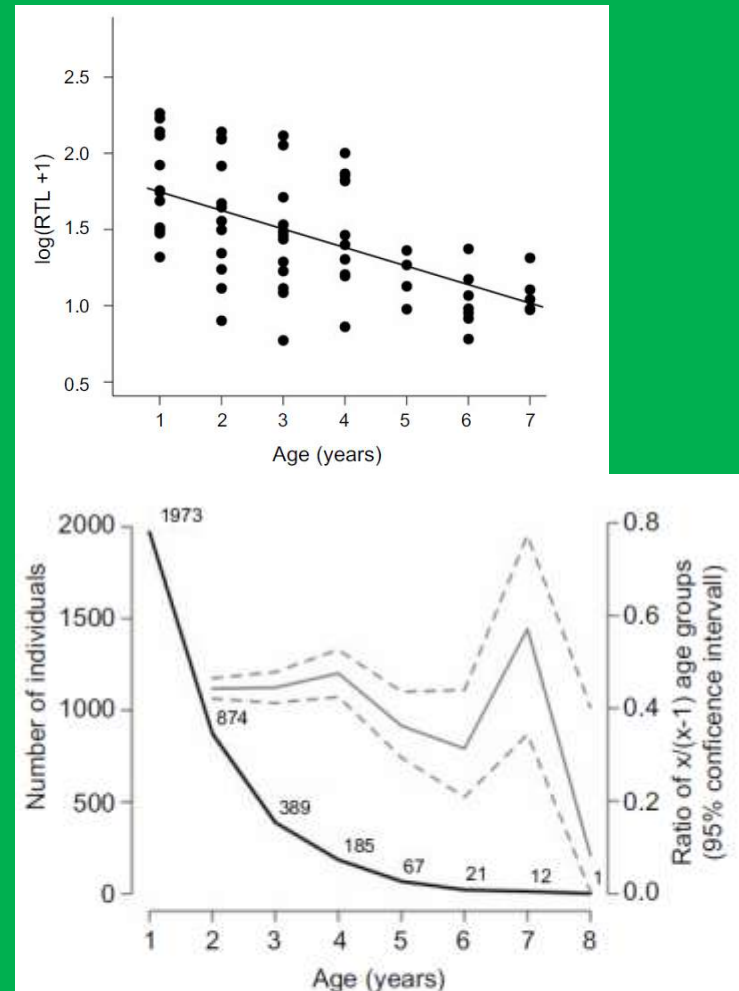 2.5
2.0
1.5
1.0
0.5
log(RTL +1)
1 2 3 4 5 6 7
Age (years)
2000
1500
1000
500
0
Number of individuals
1973
874
389
185
67
21
12
1
0.8
0.6
0.4
0.2
0.0
Ratio of x/(x-1) age groups
(95% conficence intervall)
1 2 3 4 5 6 7 8
Age (years)